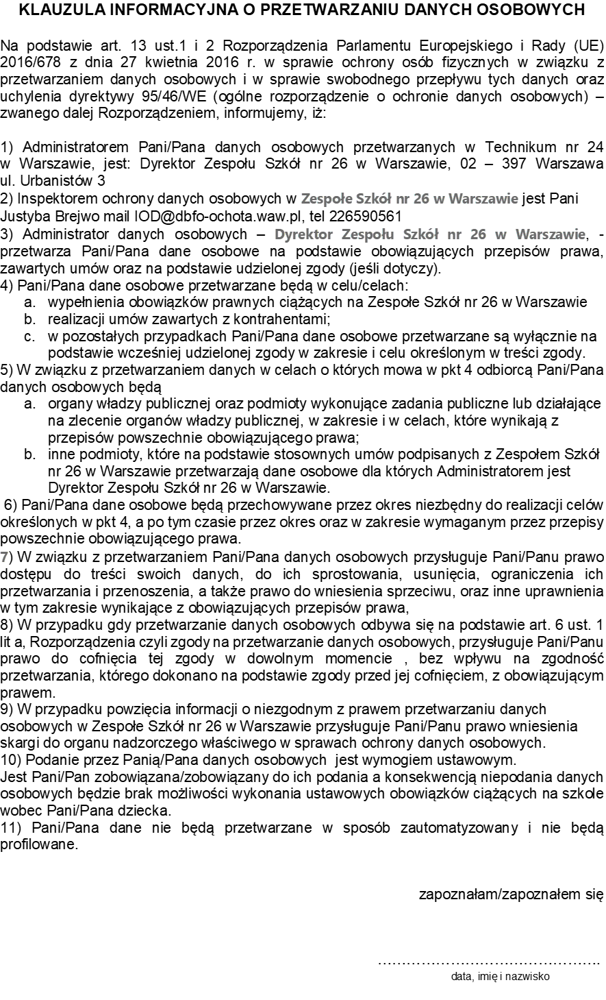 KLAUZULA INFORMACYJNA O PRZETWARZANIU DANYCH OSOBOWYCH
Na podstawie art. 13 ust.1 i 2 Rozporządzenia Parlamentu Europejskiego i Rady (UE)
2016/678 z dnia 27 kwietnia 2016 r. w sprawie ochrony osób fizycznych w związku z
przetwarzaniem danych osobowych i w sprawie swobodnego przepływu tych danych oraz
uchylenia dyrektywy 95/46/WE (ogólne rozporządzenie o ochronie danych osobowych) –
zwanego dalej Rozporządzeniem, informujemy, iż:
1) Administratorem Pani/Pana danych osobowych przetwarzanych w Technikum nr 24
w Warszawie, jest: Dyrektor Zespołu Szkół nr 26 w Warszawie, 02 – 397 Warszawa
ul. Urbanistów 3
2) Inspektorem ochrony danych osobowych w Zespołe Szkół nr 26 w Warszawie jest Pani
Justyba Brejwo mail IOD@dbfo-ochota.waw.pl, tel 226590561
3) Administrator danych osobowych – Dyrektor Zespołu Szkół nr 26 w Warszawie, -
przetwarza Pani/Pana dane osobowe na podstawie obowiązujących przepisów prawa,
zawartych umów oraz na podstawie udzielonej zgody (jeśli dotyczy).
4) Pani/Pana dane osobowe przetwarzane będą w celu/celach:
a. wypełnienia obowiązków prawnych ciążących na Zespołe Szkół nr 26 w Warszawie
b. realizacji umów zawartych z kontrahentami;
c. w pozostałych przypadkach Pani/Pana dane osobowe przetwarzane są wyłącznie na
podstawie wcześniej udzielonej zgody w zakresie i celu określonym w treści zgody.
5) W związku z przetwarzaniem danych w celach o których mowa w pkt 4 odbiorcą Pani/Pana
danych osobowych będą
a. organy władzy publicznej oraz podmioty wykonujące zadania publiczne lub działające
na zlecenie organów władzy publicznej, w zakresie i w celach, które wynikają z
przepisów powszechnie obowiązującego prawa;
b. inne podmioty, które na podstawie stosownych umów podpisanych z Zespołem Szkół
nr 26 w Warszawie przetwarzają dane osobowe dla których Administratorem jest
Dyrektor Zespołu Szkół nr 26 w Warszawie.
6) Pani/Pana dane osobowe będą przechowywane przez okres niezbędny do realizacji celów
określonych w pkt 4, a po tym czasie przez okres oraz w zakresie wymaganym przez przepisy
powszechnie obowiązującego prawa.
7) W związku z przetwarzaniem Pani/Pana danych osobowych przysługuje Pani/Panu prawo
dostępu do treści swoich danych, do ich sprostowania, usunięcia, ograniczenia ich
przetwarzania i przenoszenia, a także prawo do wniesienia sprzeciwu, oraz inne uprawnienia
w tym zakresie wynikające z obowiązujących przepisów prawa,
8) W przypadku gdy przetwarzanie danych osobowych odbywa się na podstawie art. 6 ust. 1
lit a, Rozporządzenia czyli zgody na przetwarzanie danych osobowych, przysługuje Pani/Panu
prawo do cofnięcia tej zgody w dowolnym momencie , bez wpływu na zgodność
przetwarzania, którego dokonano na podstawie zgody przed jej cofnięciem, z obowiązującym
prawem.
9) W przypadku powzięcia informacji o niezgodnym z prawem przetwarzaniu danych
osobowych w Zespołe Szkół nr 26 w Warszawie przysługuje Pani/Panu prawo wniesienia
skargi do organu nadzorczego właściwego w sprawach ochrony danych osobowych.
10) Podanie przez Panią/Pana danych osobowych jest wymogiem ustawowym.
Jest Pani/Pan zobowiązana/zobowiązany do ich podania a konsekwencją niepodania danych
osobowych będzie brak możliwości wykonania ustawowych obowiązków ciążących na szkole
wobec Pani/Pana dziecka.
11) Pani/Pana dane nie będą przetwarzane w sposób zautomatyzowany i nie będą
profilowane.
zapoznałam/zapoznałem się
……………………………………….
data, imię i nazwisko